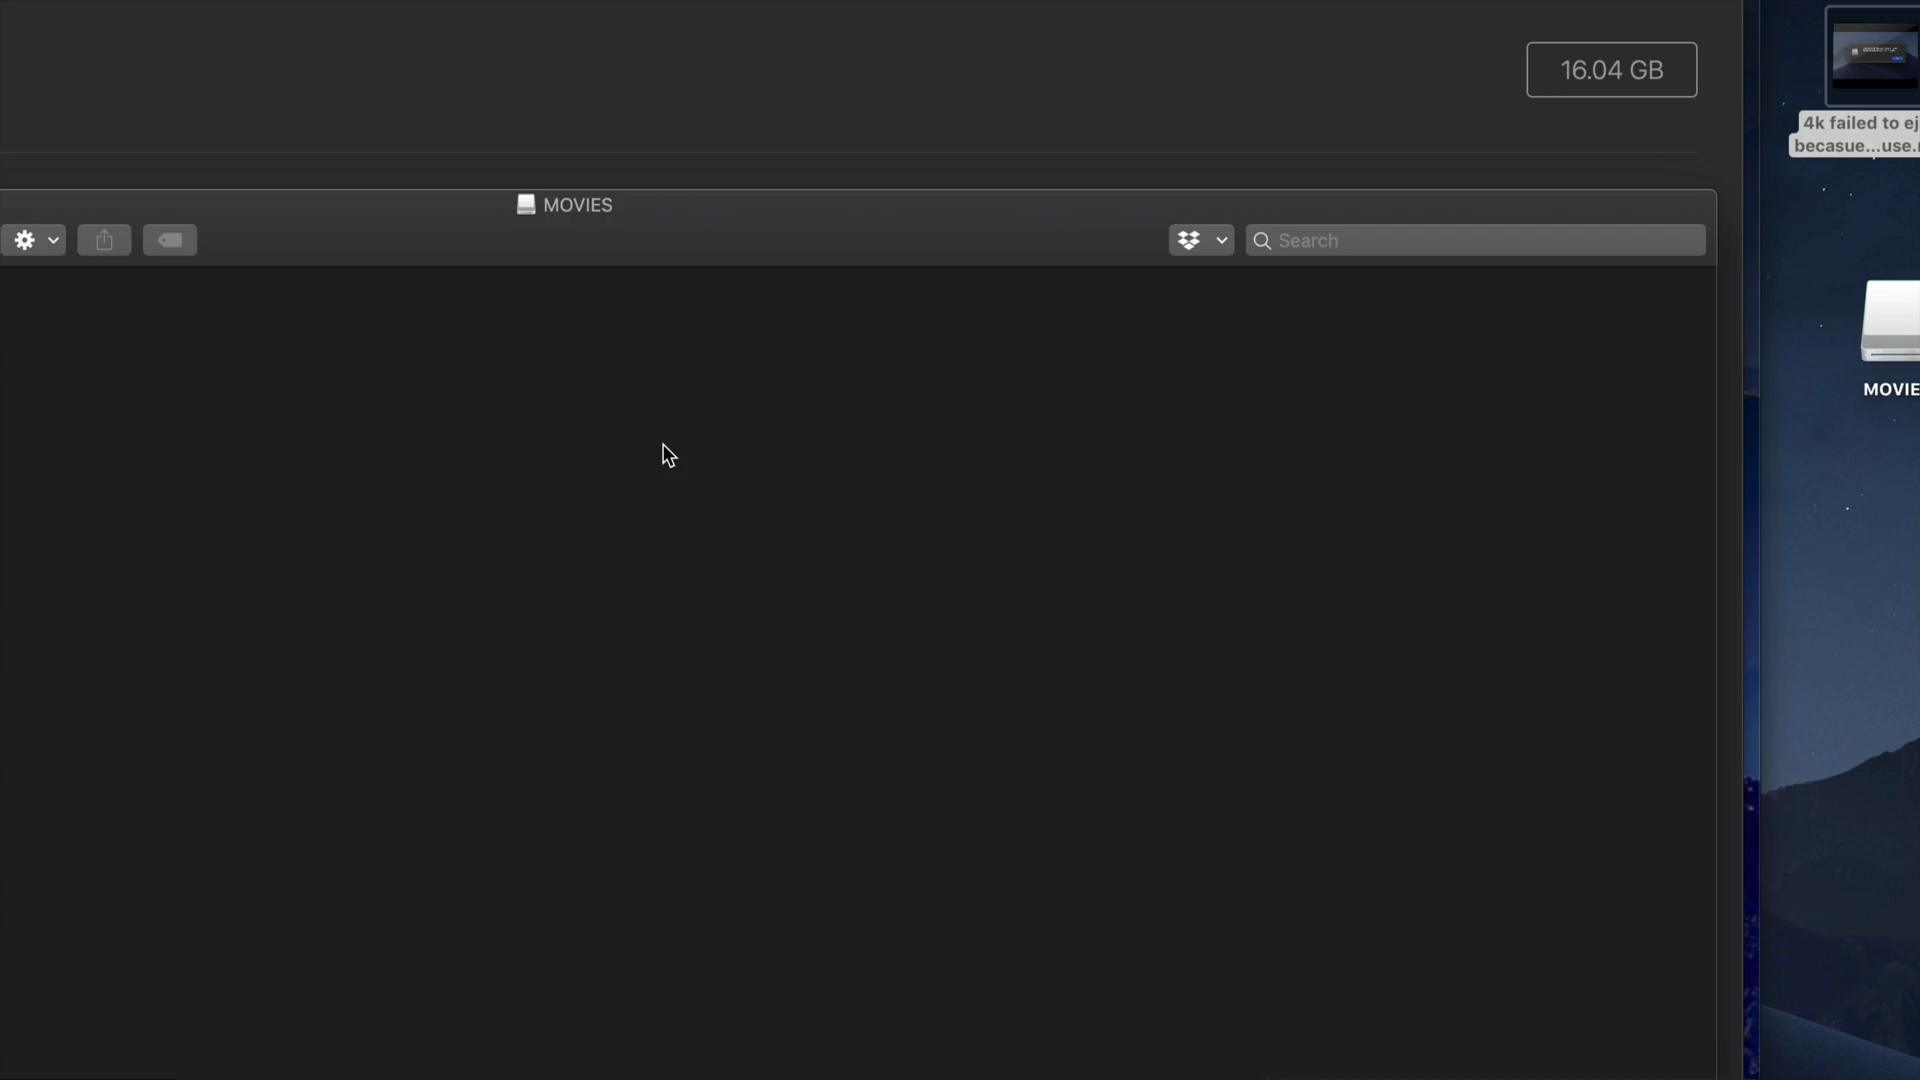 16.04 GB
4k failed to ej
becasue...use.
MOVIES
Search
MOVIE